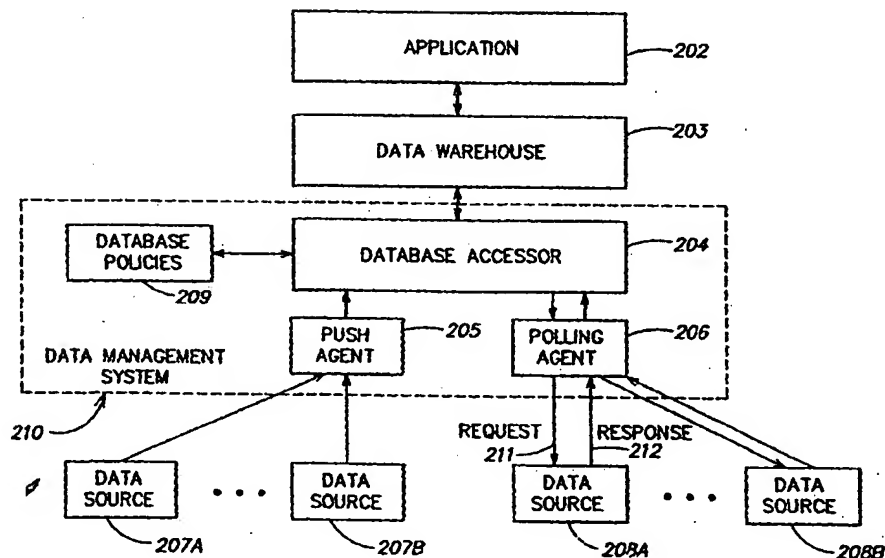 APPLICATION
202
DATA WAREHOUSE
203
DATABASE
POLICIES
209
DATABASE ACCESSOR
204
PUSH
AGENT
205
POLLING
AGENT
206
DATA MANAGEMENT
SYSTEM
210
REQUEST
211
RESPONSE
212
DATA
SOURCE
207A
DATA
SOURCE
207B
DATA
SOURCE
208A
DATA
SOURCE
208B